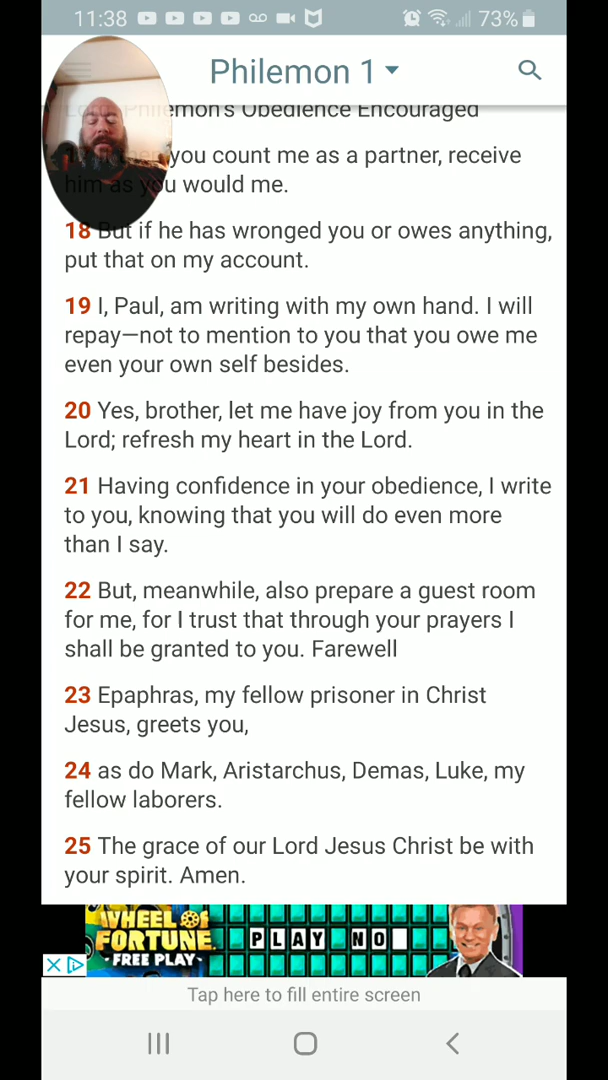 11:38
73%
Philemon 1
Philemon's Obedience Encouraged
you count me as a partner, receive
him as you would me.
18 But if he has wronged you or owes anything,
put that on my account.
19 I, Paul, am writing with my own hand. I will
repay—not to mention to you that you owe me
even your own self besides.
20 Yes, brother, let me have joy from you in the
Lord; refresh my heart in the Lord.
21 Having confidence in your obedience, I write
to you, knowing that you will do even more
than I say.
22 But, meanwhile, also prepare a guest room
for me, for I trust that through your prayers I
shall be granted to you. Farewell
23 Epaphras, my fellow prisoner in Christ
Jesus, greets you,
24 as do Mark, Aristarchus, Demas, Luke, my
fellow laborers.
25 The grace of our Lord Jesus Christ be with
your spirit. Amen.
WHEEL OF
FORTUNE
FREE PLAY
PLAY NO
Tap here to fill entire screen